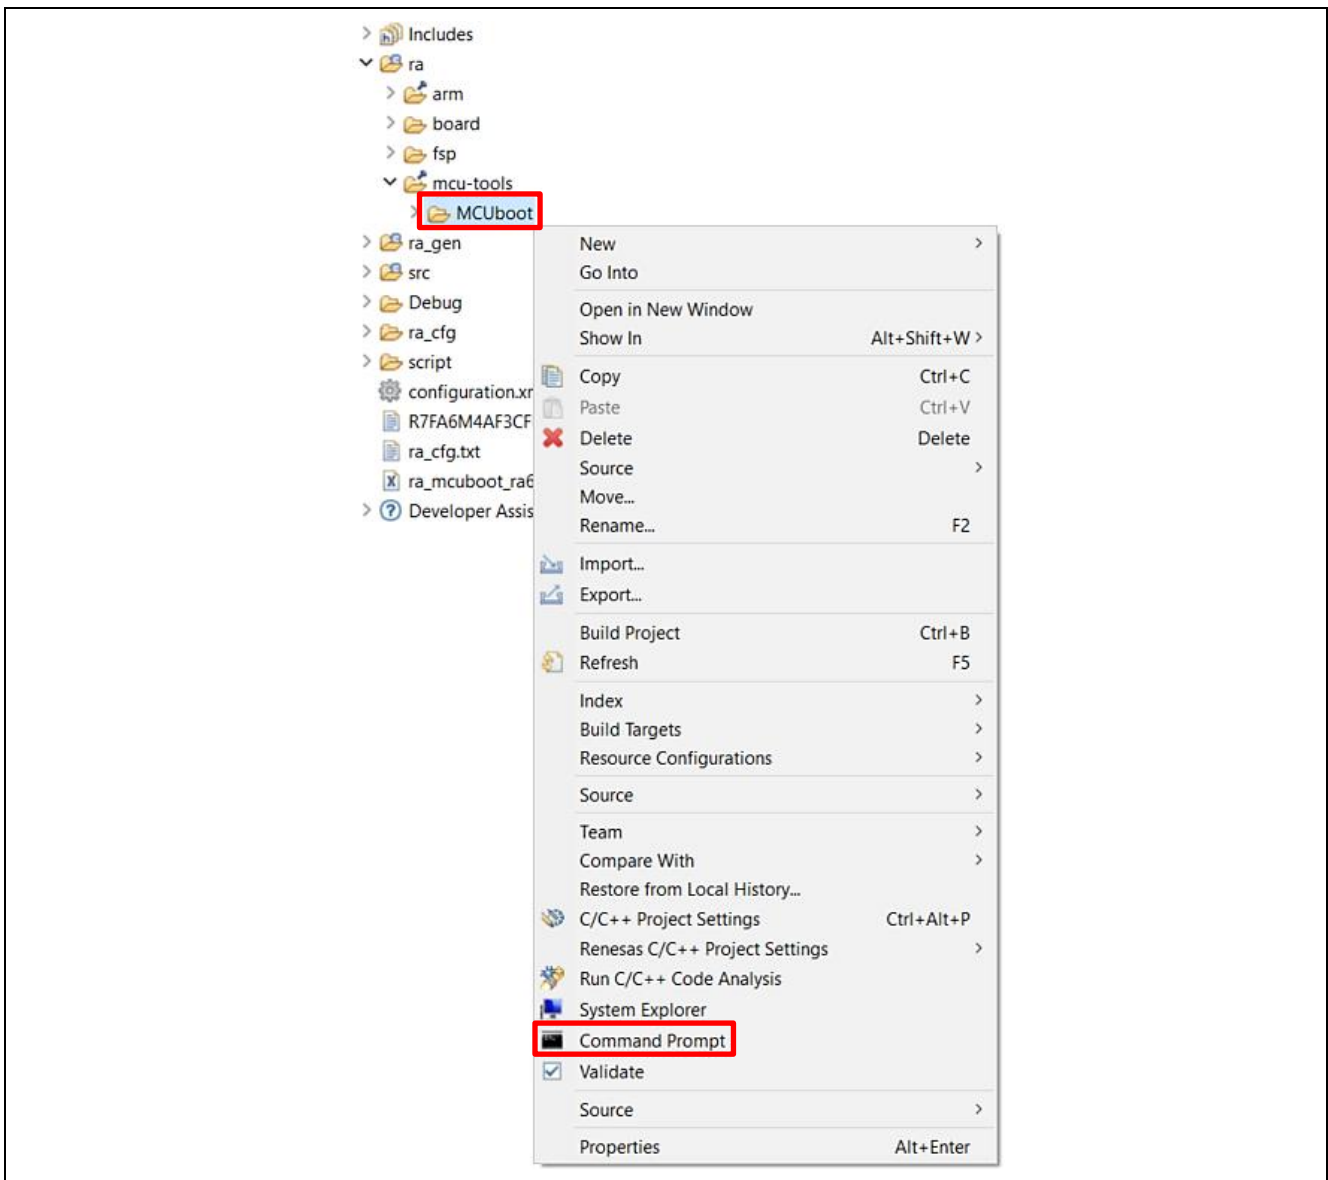 Includes
ra
arm
board
fsp
mcu-tools
MCUboot
ra_gen
src
Debug
ra_cfg
script
configuration.xr
R7FA6M4AF3CF
ra_cfg.txt
ra_mcuboot_ra6
Developer Assis
New
Go Into
Open in New Window
Show In Alt+Shift+W
Copy Ctrl+C
Paste Ctrl+V
Delete Delete
Source
Move...
Rename... F2
Import...
Export...
Build Project Ctrl+B
Refresh F5
Index
Build Targets
Resource Configurations
Source
Team
Compare With
Restore from Local History...
C/C++ Project Settings Ctrl+Alt+P
Renesas C/C++ Project Settings
Run C/C++ Code Analysis
System Explorer
Command Prompt
Validate
Source
Properties Alt+Enter